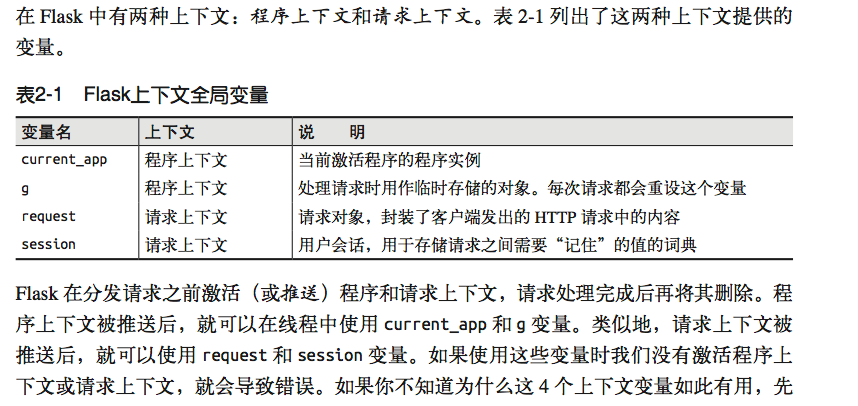 在 Flask 中有两种上下文：程序上下文和请求上下文。表 2-1 列出了这两种上下文提供的
变量。
表2-1 Flask上下文全局变量
变量名 上下文 说 明
current_app 程序上下文 当前激活程序的程序实例
g 程序上下文 处理请求时用作临时存储的对象。每次请求都会重设这个变量
request 请求上下文 请求对象，封装了客户端发出的 HTTP 请求中的内容
session 请求上下文 用户会话，用于存储请求之间需要“记住”的值的词典
Flask 在分发请求之前激活（或推送）程序和请求上下文，请求处理完成后再将其删除。程
序上下文被推送后，就可以在线程中使用 current_app 和 g 变量。类似地，请求上下文被
推送后，就可以使用 request 和 session 变量。如果使用这些变量时我们没有激活程序上
下文或请求上下文，就会导致错误。如果你不知道为什么这 4 个上下文变量如此有用，先